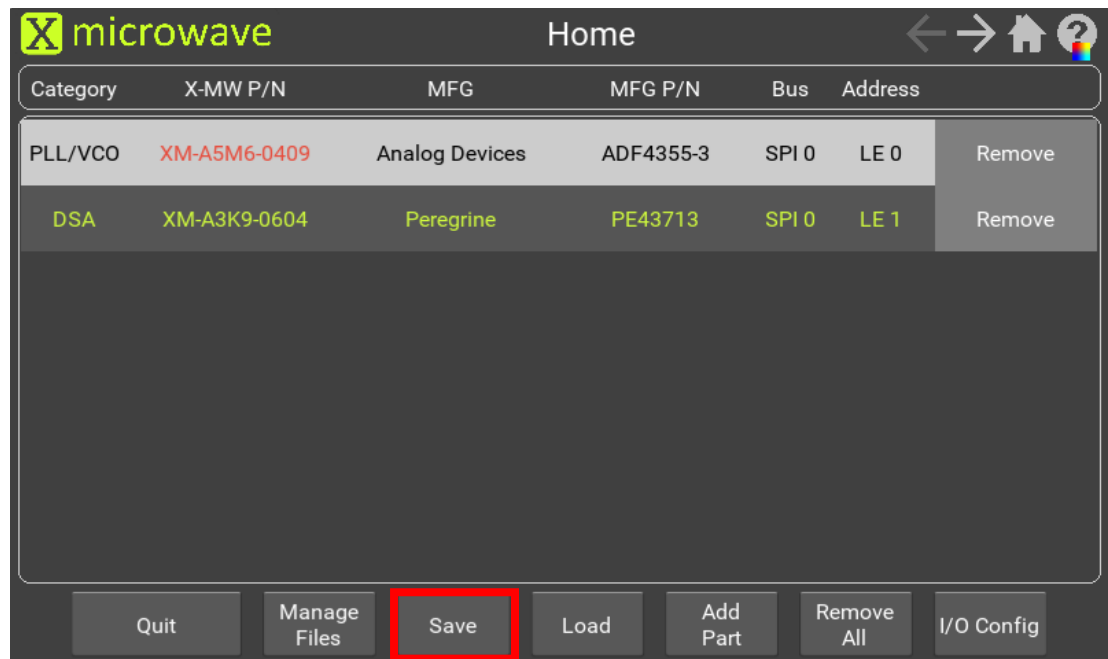 X microwave Home ?
Category X-MW P/N MFG MFG P/N Bus Address
PLL/VCO XM-A5M6-0409 Analog Devices ADF4355-3 SPI 0 LE 0 Remove
DSA XM-A3K9-0604 Peregrine PE43713 SPI 0 LE 1 Remove
Quit Manage Files Save Load Add Part Remove All I/O Config